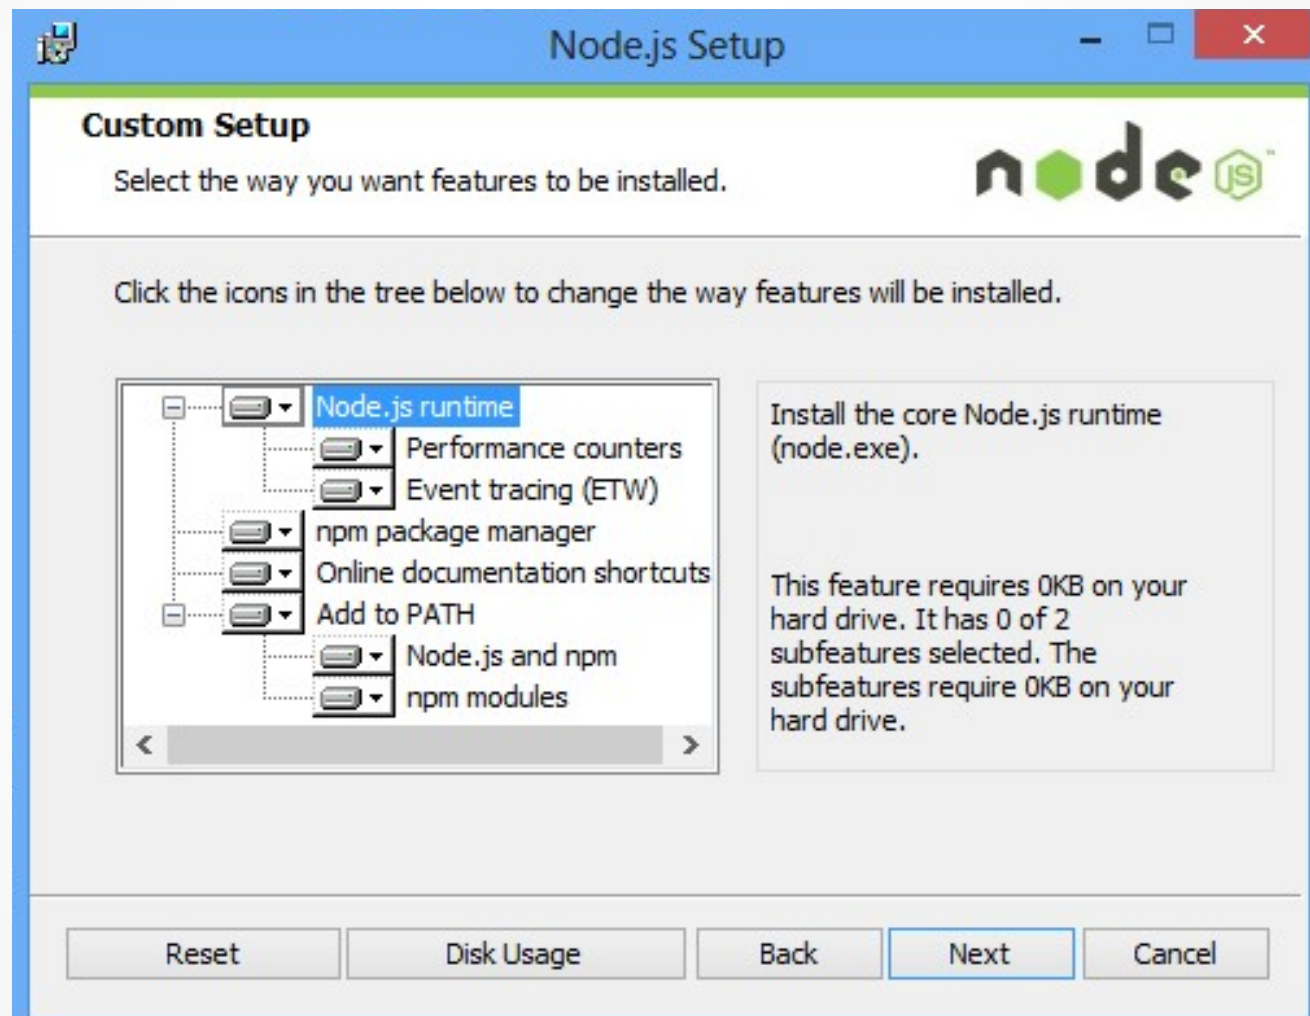 Node.js Setup
Custom Setup
Select the way you want features to be installed.
node JS™
Click the icons in the tree below to change the way features will be installed.
Node.js runtime
Performance counters
Event tracing (ETW)
npm package manager
Online documentation shortcuts
Add to PATH
Node.js and npm
npm modules
Install the core Node.js runtime
(node.exe).
This feature requires 0KB on your
hard drive. It has 0 of 2
subfeatures selected. The
subfeatures require 0KB on your
hard drive.
Reset
Disk Usage
Back
Next
Cancel